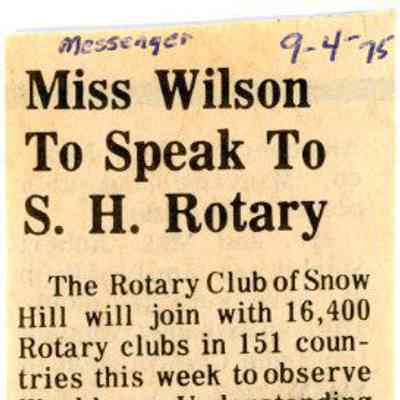 Messenger 9-4-75
Miss Wilson
To Speak To
S. H. Rotary
The Rotary Club of Snow
Hill will join with 16,400
Rotary clubs in 151 coun-
tries this week to observe